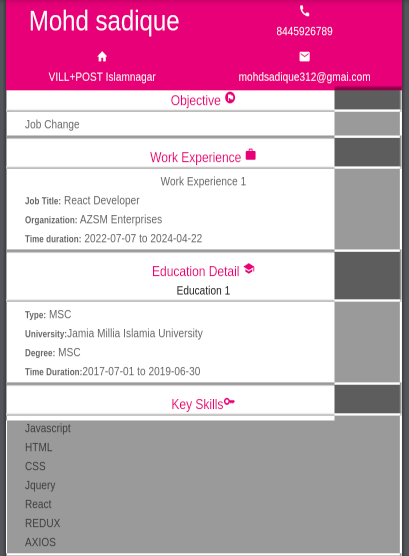 Mohd sadique
8445926789
VILL+POST Islamnagar
mohdsadique312@gmai.com
Objective
Job Change
Work Experience
Work Experience 1
Job Title: React Developer
Organization: AZSM Enterprises
Time duration: 2022-07-07 to 2024-04-22
Education Detail
Education 1
Type: MSC
University:Jamia Millia Islamia University
Degree: MSC
Time Duration:2017-07-01 to 2019-06-30
Key Skills
Javascript
HTML
CSS
Jquery
React
REDUX
AXIOS